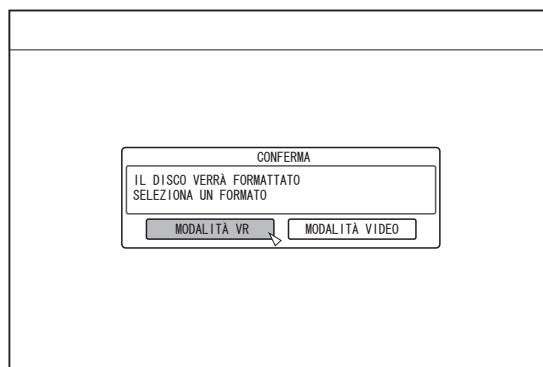 CONFERMA
IL DISCO VERRÀ FORMATTATO
SELEZIONA UN FORMATO
MODALITÀ VR
MODALITÀ VIDEO